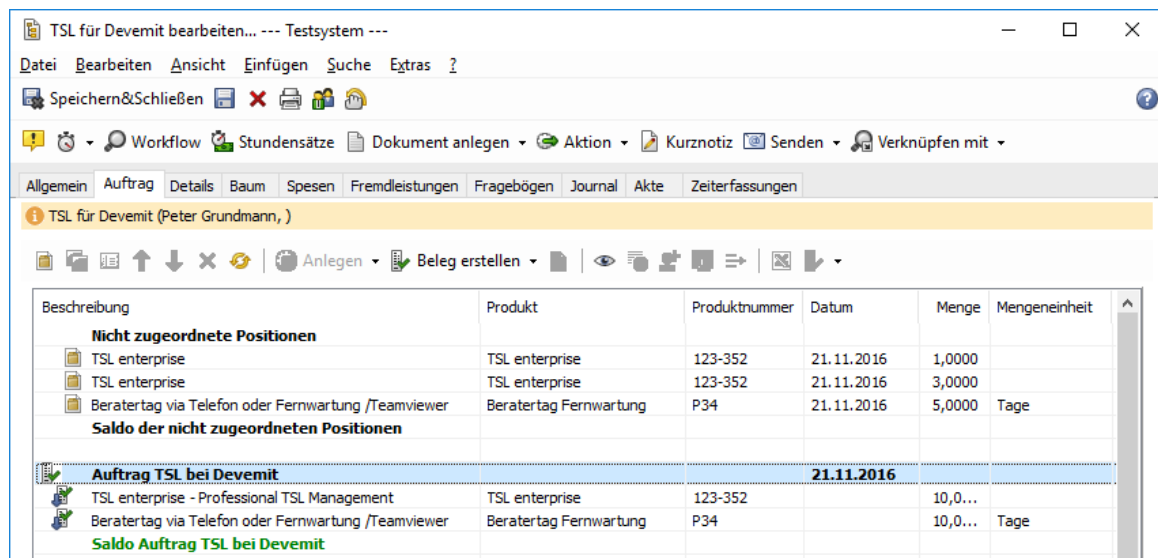 TSL für Devemit bearbeiten... --- Testsystem ---
Datei Bearbeiten Ansicht Einfügen Suche Extras ?
Speichern&Schließen
Workflow Stundensätze Dokument anlegen Aktion Kurznotiz Senden Verknüpfen mit
Allgemein Auftrag Details Baum Spesen Fremdleistungen Fragebögen Journal Akte Zeiterfassungen
TSL für Devemit (Peter Grundmann, )
Anlegen Beleg erstellen
Beschreibung Produkt Produktnummer Datum Menge Mengeneinheit
Nicht zugeordnete Positionen
TSL enterprise TSL enterprise 123-352 21.11.2016 1,0000
TSL enterprise TSL enterprise 123-352 21.11.2016 3,0000
Beratertag via Telefon oder Fernwartung /Teamviewer Beratertag Fernwartung P34 21.11.2016 5,0000 Tage
Saldo der nicht zugeordneten Positionen
Auftrag TSL bei Devemit 21.11.2016
TSL enterprise - Professional TSL Management TSL enterprise 123-352 10,0...
Beratertag via Telefon oder Fernwartung /Teamviewer Beratertag Fernwartung P34 10,0... Tage
Saldo Auftrag TSL bei Devemit